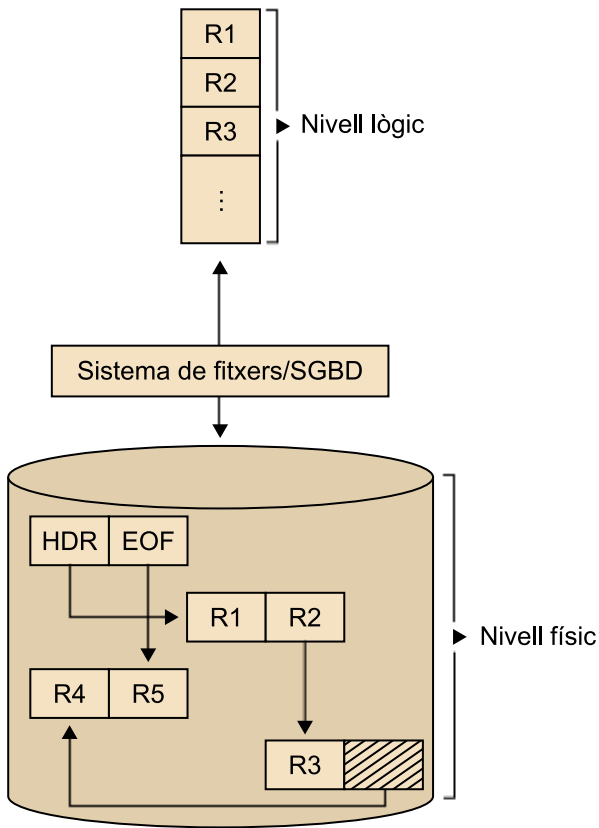 R1
R2
R3
⋮
Nivell lògic
Sistema de fitxers/SGBD
HDR EOF
R1 R2
Nivell físic
R4 R5
R3